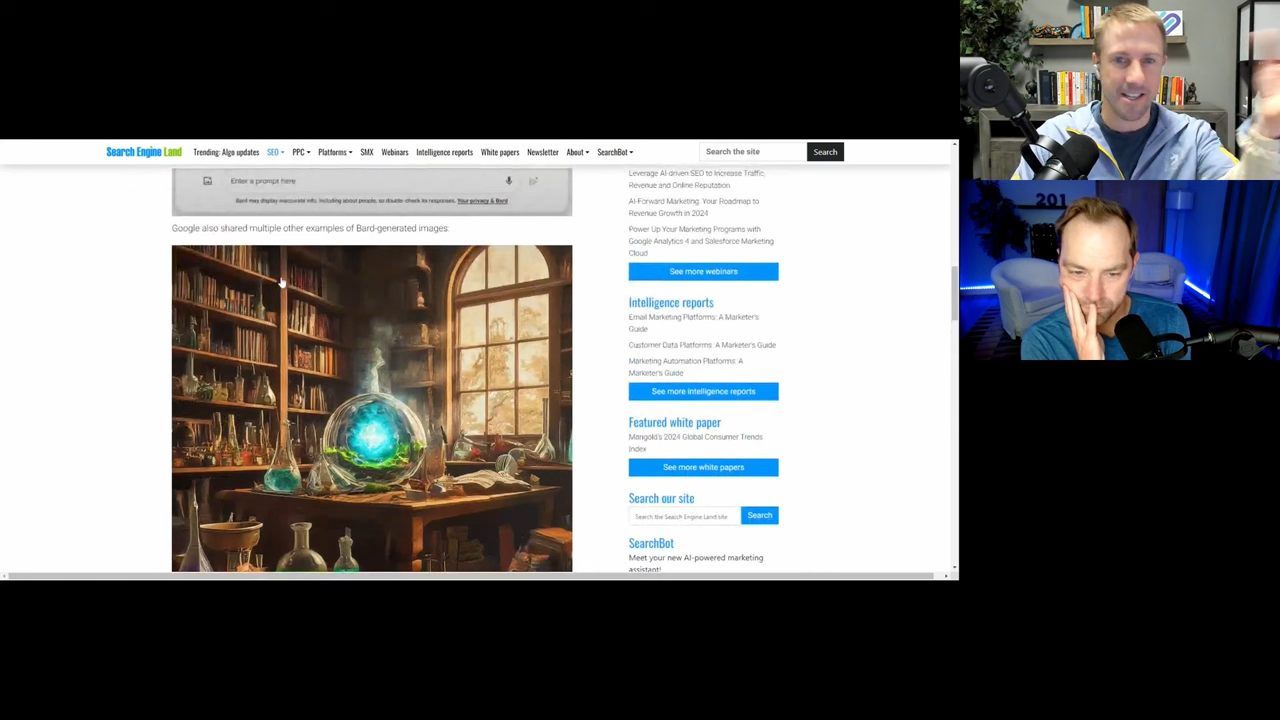 Search Engine Land
Trending: Algo updates SEO PPC Platforms SMX Webinars Intelligence reports White papers Newsletter About SearchBot
Search the site Search
Enter a prompt here
Bard may display inaccurate info, including about people, so double-check its responses. Your privacy & Bard
Google also shared multiple other examples of Bard-generated images:
Leverage AI-driven SEO to Increase Traffic,
Revenue and Online Reputation
AI-Forward Marketing: Your Roadmap to
Revenue Growth in 2024
Power Up Your Marketing Programs with
Google Analytics 4 and Salesforce Marketing
Cloud
See more webinars
Intelligence reports
Email Marketing Platforms: A Marketer's
Guide
Customer Data Platforms: A Marketer's Guide
Marketing Automation Platforms: A
Marketer's Guide
See more intelligence reports
Featured white paper
Mangold's 2024 Global Consumer Trends
Index
See more white papers
Search our site
Search the Search Engine Land site Search
SearchBot
Meet your new AI-powered marketing
assistant!
201